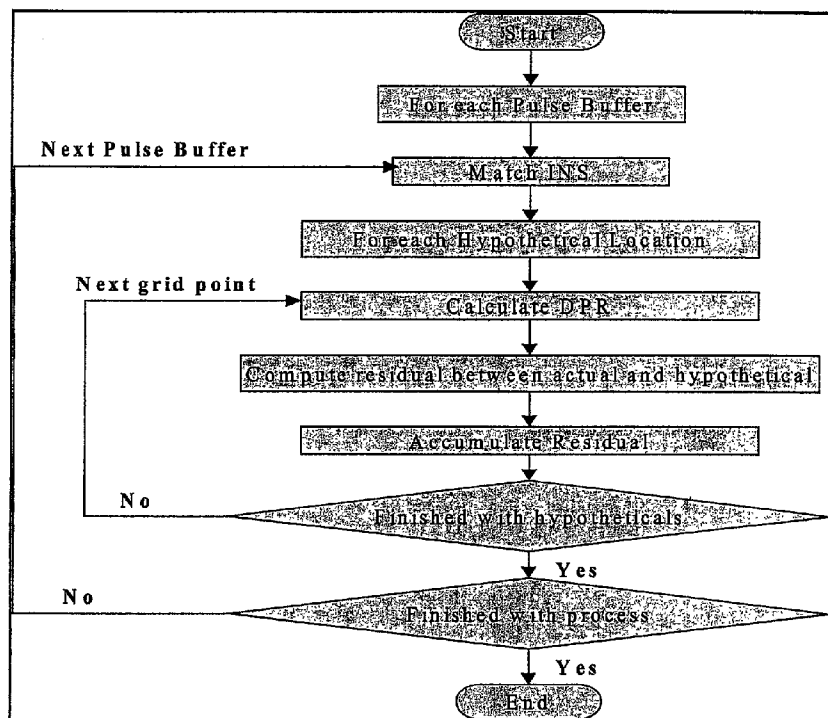 Start
For each Pulse Buffer
Next Pulse Buffer
Match INS
For each Hypothetical Location
Next grid point
Calculate DPR
Compute residual between actual and hypothetical
Accumulate Residual
No
Finished with hypotheticals
Yes
No
Finished with process
Yes
End